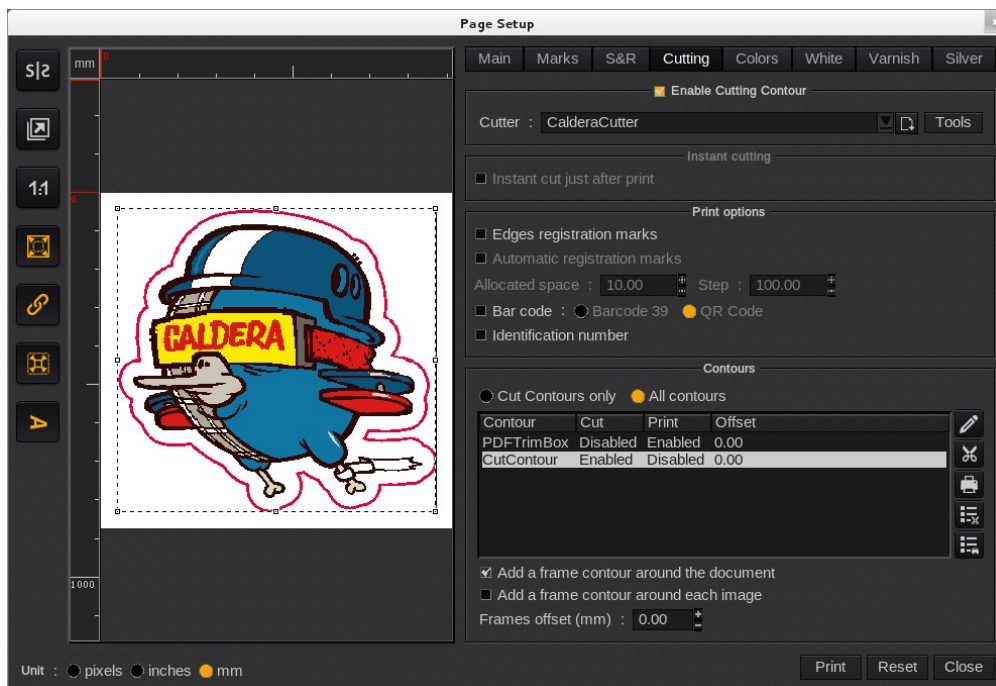 Page Setup
x
S|S
mm
0
Main Marks S&R Cutting Colors White Varnish Silver
Enable Cutting Contour
Cutter : CalderaCutter Tools
Instant cutting
Instant cut just after print
1:1
0
Print options
Edges registration marks
Automatic registration marks
Allocated space : 10.00 Step : 100.00
Bar code : Barcode 39 QR Code
Identification number
CALDERA
Contours
Cut Contours only All contours
Contour Cut Print Offset
PDFTrimBox Disabled Enabled 0.00
CutContour Enabled Disabled 0.00
A
Add a frame contour around the document
1000
Add a frame contour around each image
Frames offset (mm) : 0.00
Unit : pixels inches mm
Print Reset Close